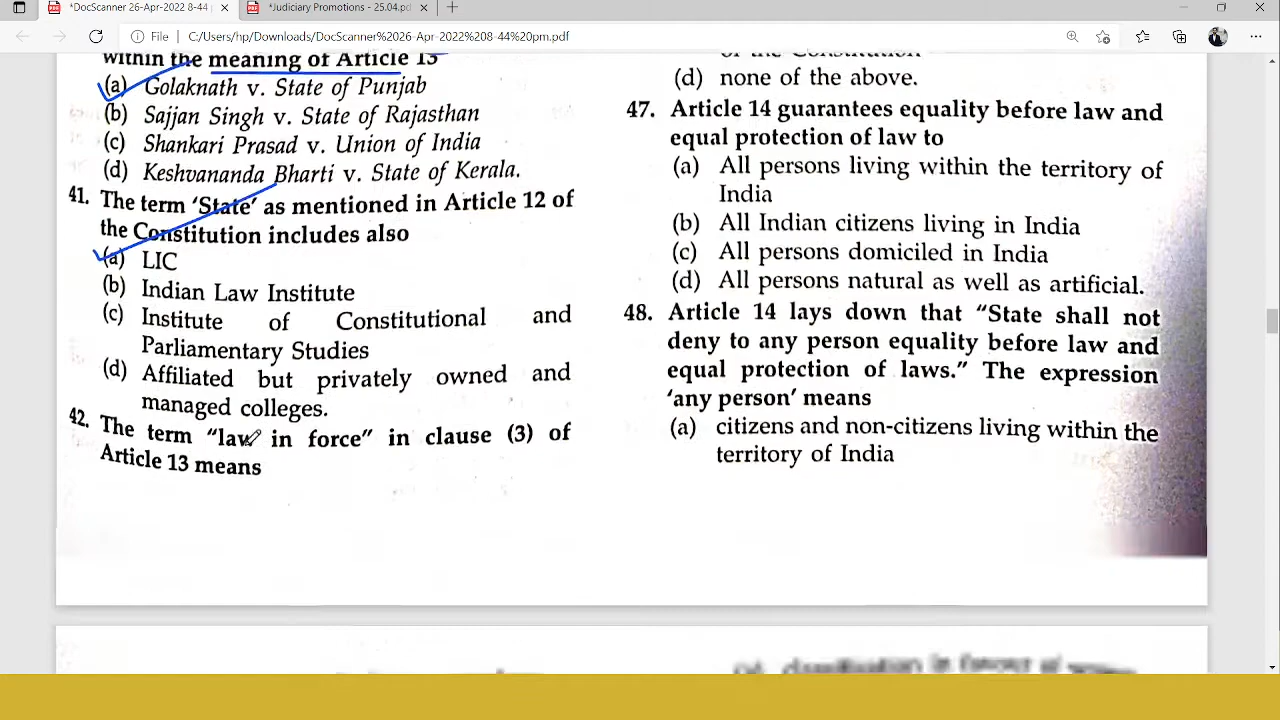 *DocScanner 26-Apr-2022 8-44
*Judiciary Promotions - 25.04.pd
File
C:/Users/hp/Downloads/DocScanner%2026-Apr-2022%208-44%20pm.pdf
within the meaning of Article 13
(a) Golaknath v. State of Punjab
(b) Sajjan Singh v. State of Rajasthan
(c) Shankari Prasad v. Union of India
(d) Keshvananda Bharti v. State of Kerala.
41. The term ‘State’ as mentioned in Article 12 of
the Constitution includes also
(a) LIC
(b) Indian Law Institute
(c) Institute of Constitutional and
Parliamentary Studies
(d) Affiliated but privately owned and
managed colleges.
42. The term “law in force” in clause (3) of
Article 13 means
of the Constitution
(d) none of the above.
47. Article 14 guarantees equality before law and
equal protection of law to
(a) All persons living within the territory of
India
(b) All Indian citizens living in India
(c) All persons domiciled in India
(d) All persons natural as well as artificial.
48. Article 14 lays down that “State shall not
deny to any person equality before law and
equal protection of laws.” The expression
‘any person’ means
(a) citizens and non-citizens living within the
territory of India